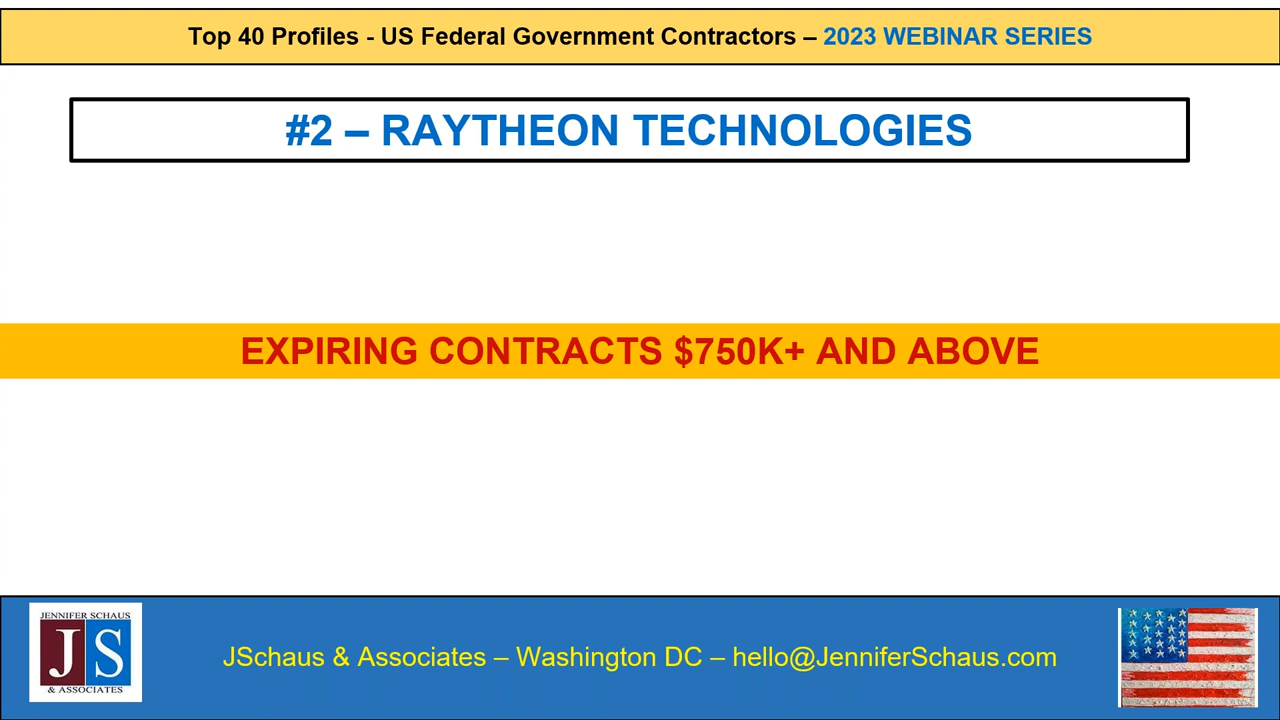 Top 40 Profiles - US Federal Government Contractors – 2023 WEBINAR SERIES
#2 – RAYTHEON TECHNOLOGIES
EXPIRING CONTRACTS $750K+ AND ABOVE
JENNIFER SCHAUS
JS
& ASSOCIATES
JSchaus & Associates – Washington DC – hello@JenniferSchaus.com